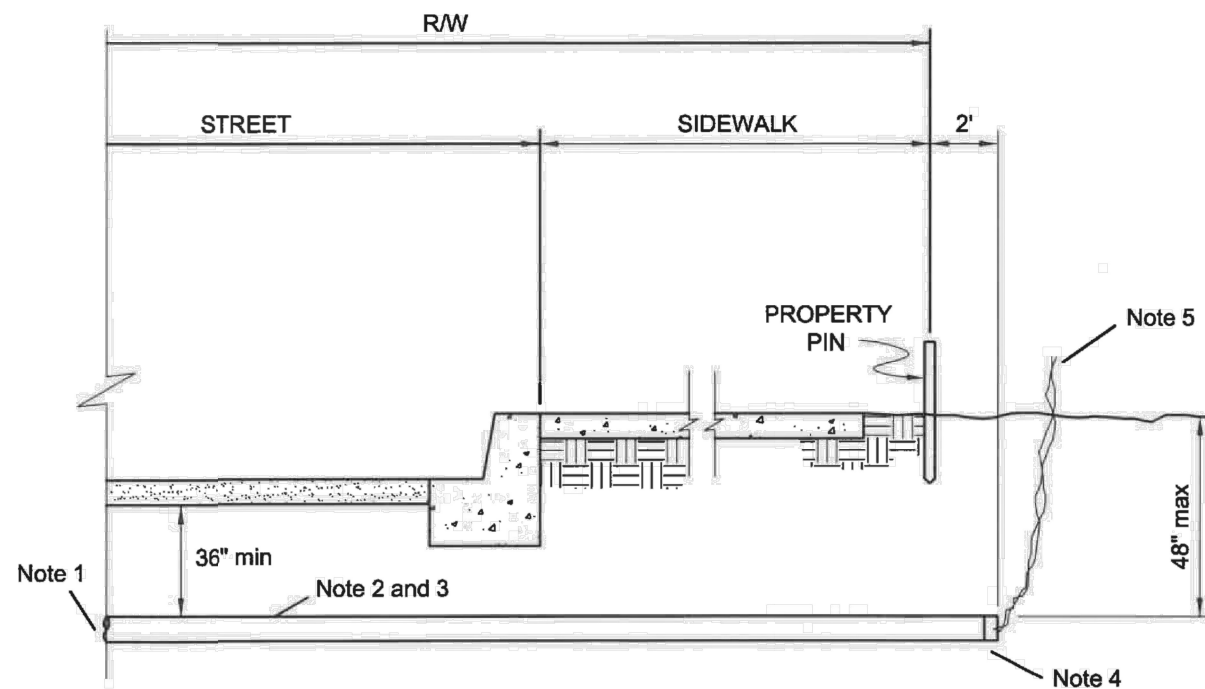 R/W
STREET
SIDEWALK
2'
PROPERTY
PIN
Note 5
36" min
48" max
Note 1
Note 2 and 3
Note 4